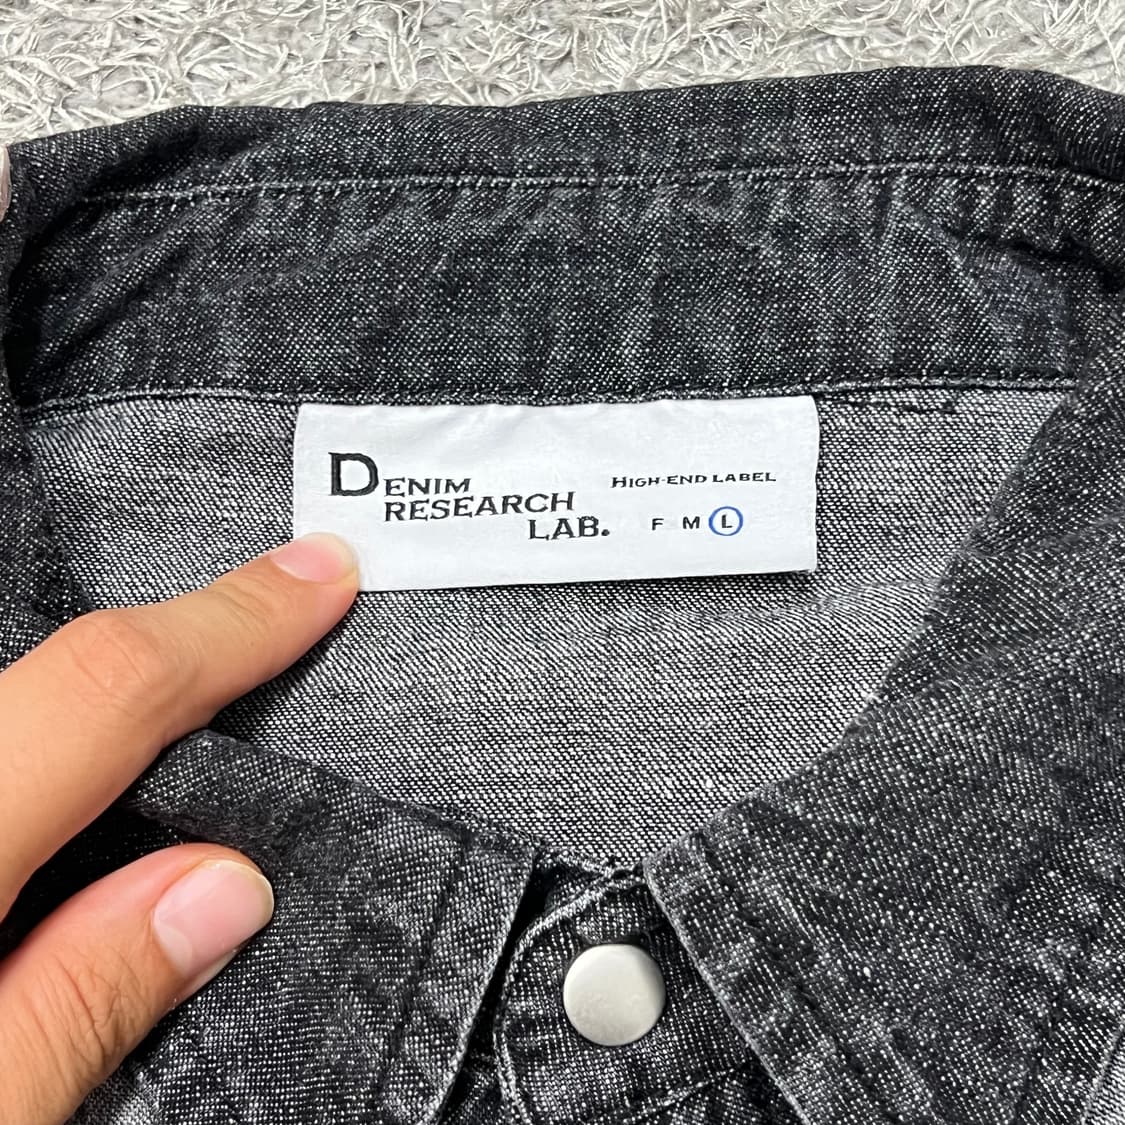 DENIM
RESEARCH
LAB.
HIGH-END LABEL
F M L